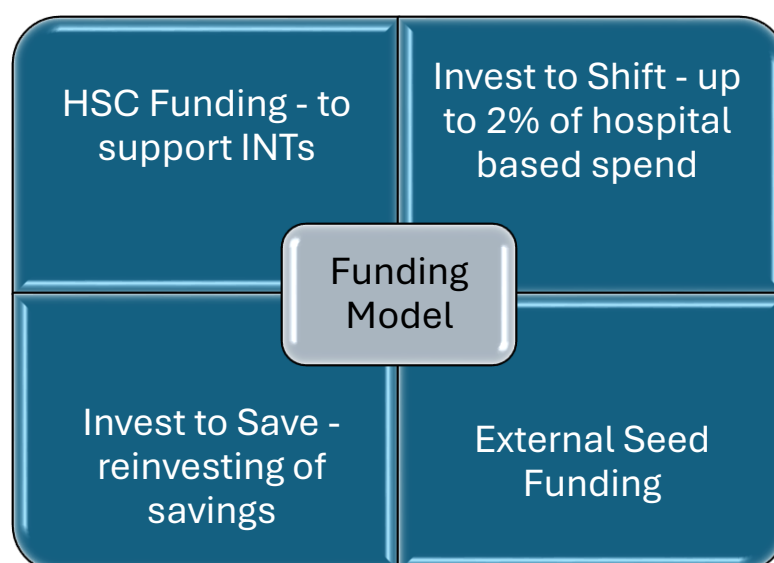 HSC Funding - to
support INTs
Invest to Shift - up
to 2% of hospital
based spend
Funding
Model
Invest to Save -
reinvesting of
savings
External Seed
Funding